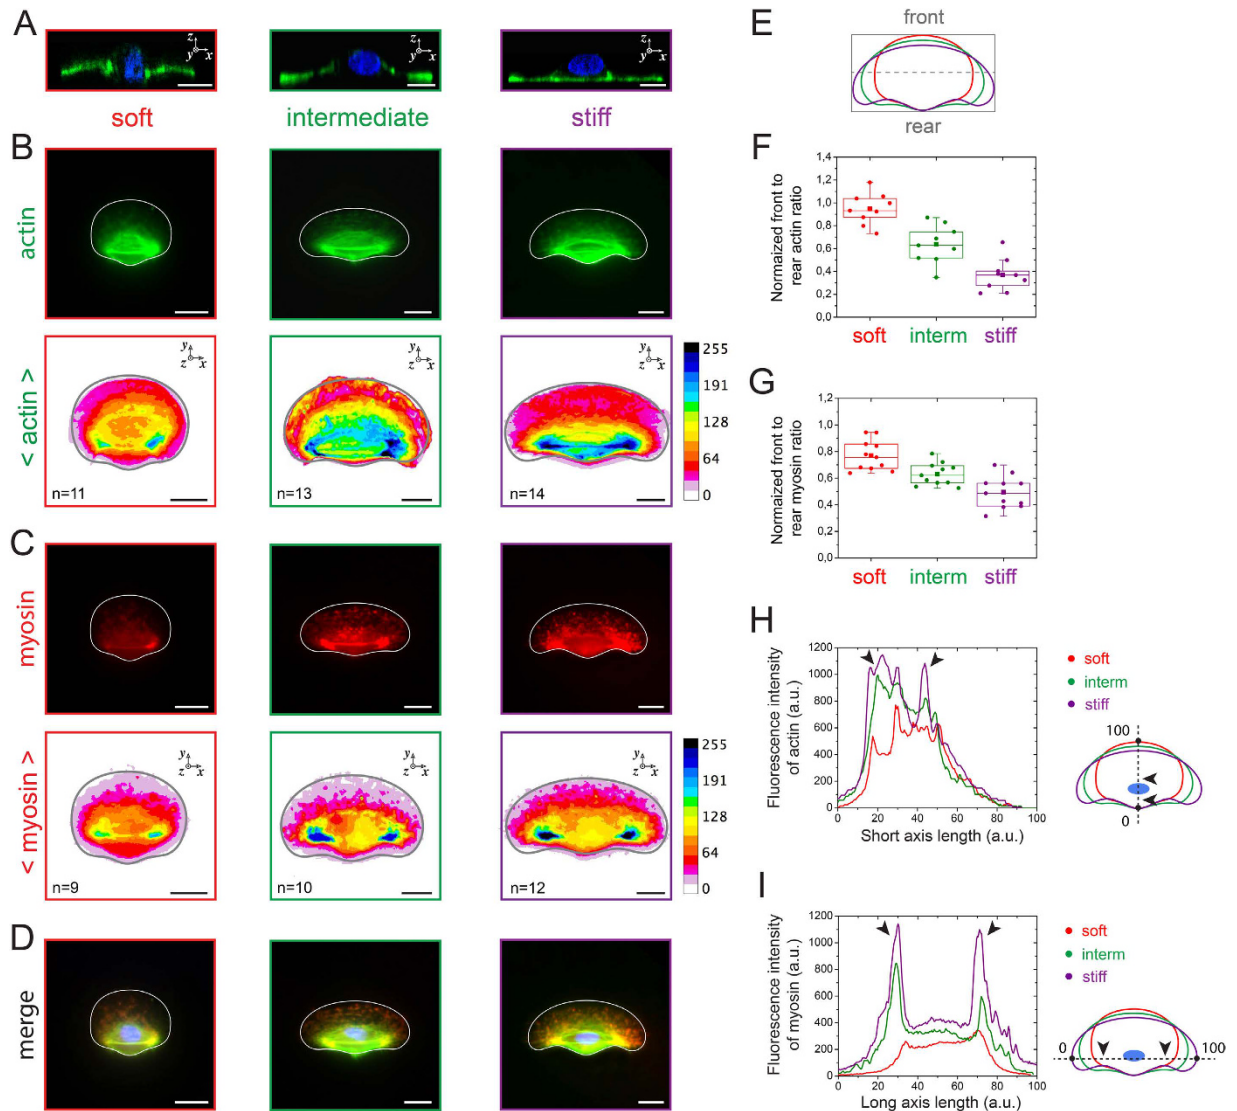 A
z
y
x
z
y
x
z
y
x
soft
intermediate
stiff
B
actin
< actin >
y
z
x
n=11
y
z
x
n=13
y
z
x
n=14
255
191
128
64
0
C
myosin
< myosin >
y
z
x
n=9
y
z
x
n=10
y
z
x
n=12
255
191
128
64
0
D
merge
E
front
rear
F
Normaized front to
rear actin ratio
1,4
1,2
1,0
0,8
0,6
0,4
0,2
0,0
soft
interm
stiff
G
Normaized front to
rear myosin ratio
1,2
1,0
0,8
0,6
0,4
0,2
0,0
soft
interm
stiff
H
Fluorescence intensity
of actin (a.u.)
1200
1000
800
600
400
200
0
0 20 40 60 80 100
Short axis length (a.u.)
soft
interm
stiff
100
0
I
Fluorescence intensity
of myosin (a.u.)
1200
1000
800
600
400
200
0
0 20 40 60 80 100
Long axis length (a.u.)
soft
interm
stiff
0
100